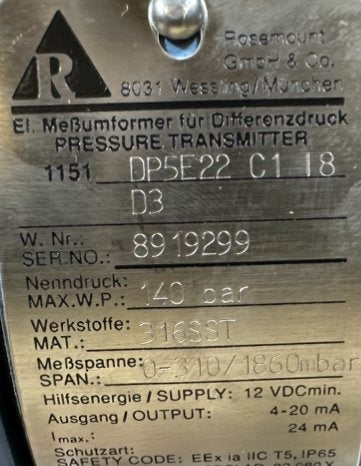 R
Rosemount
GmbH & Co.
8031 Wessling/München
El. Meßumformer für Differenzdruck
PRESSURE TRANSMITTER
1151 DP5E22 C1 I8
D3
W. Nr.:
SER.NO.: 8919299
Nenndruck:
MAX.W.P.: 140 bar
Werkstoffe:
MAT.: 316SST
Meßspanne:
SPAN.: 0-310/1860mbar
Hilfsenergie/SUPPLY: 12 VDCmin.
Ausgang/OUTPUT: 4-20 mA
Imax.: 24 mA
Schutzart:
SAFETY CODE: EEx ia IIC T5, IP65